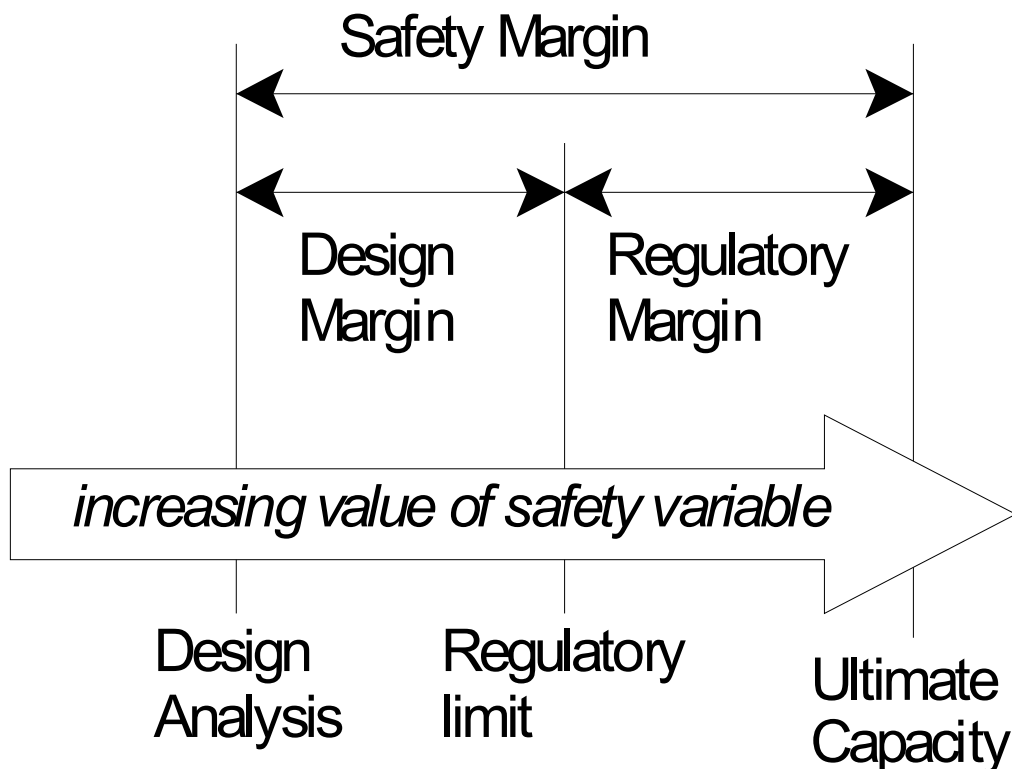 Safety Margin
Design
Margin
Regulatory
Margin
increasing value of safety variable
Design
Analysis
Regulatory
limit
Ultimate
Capacity